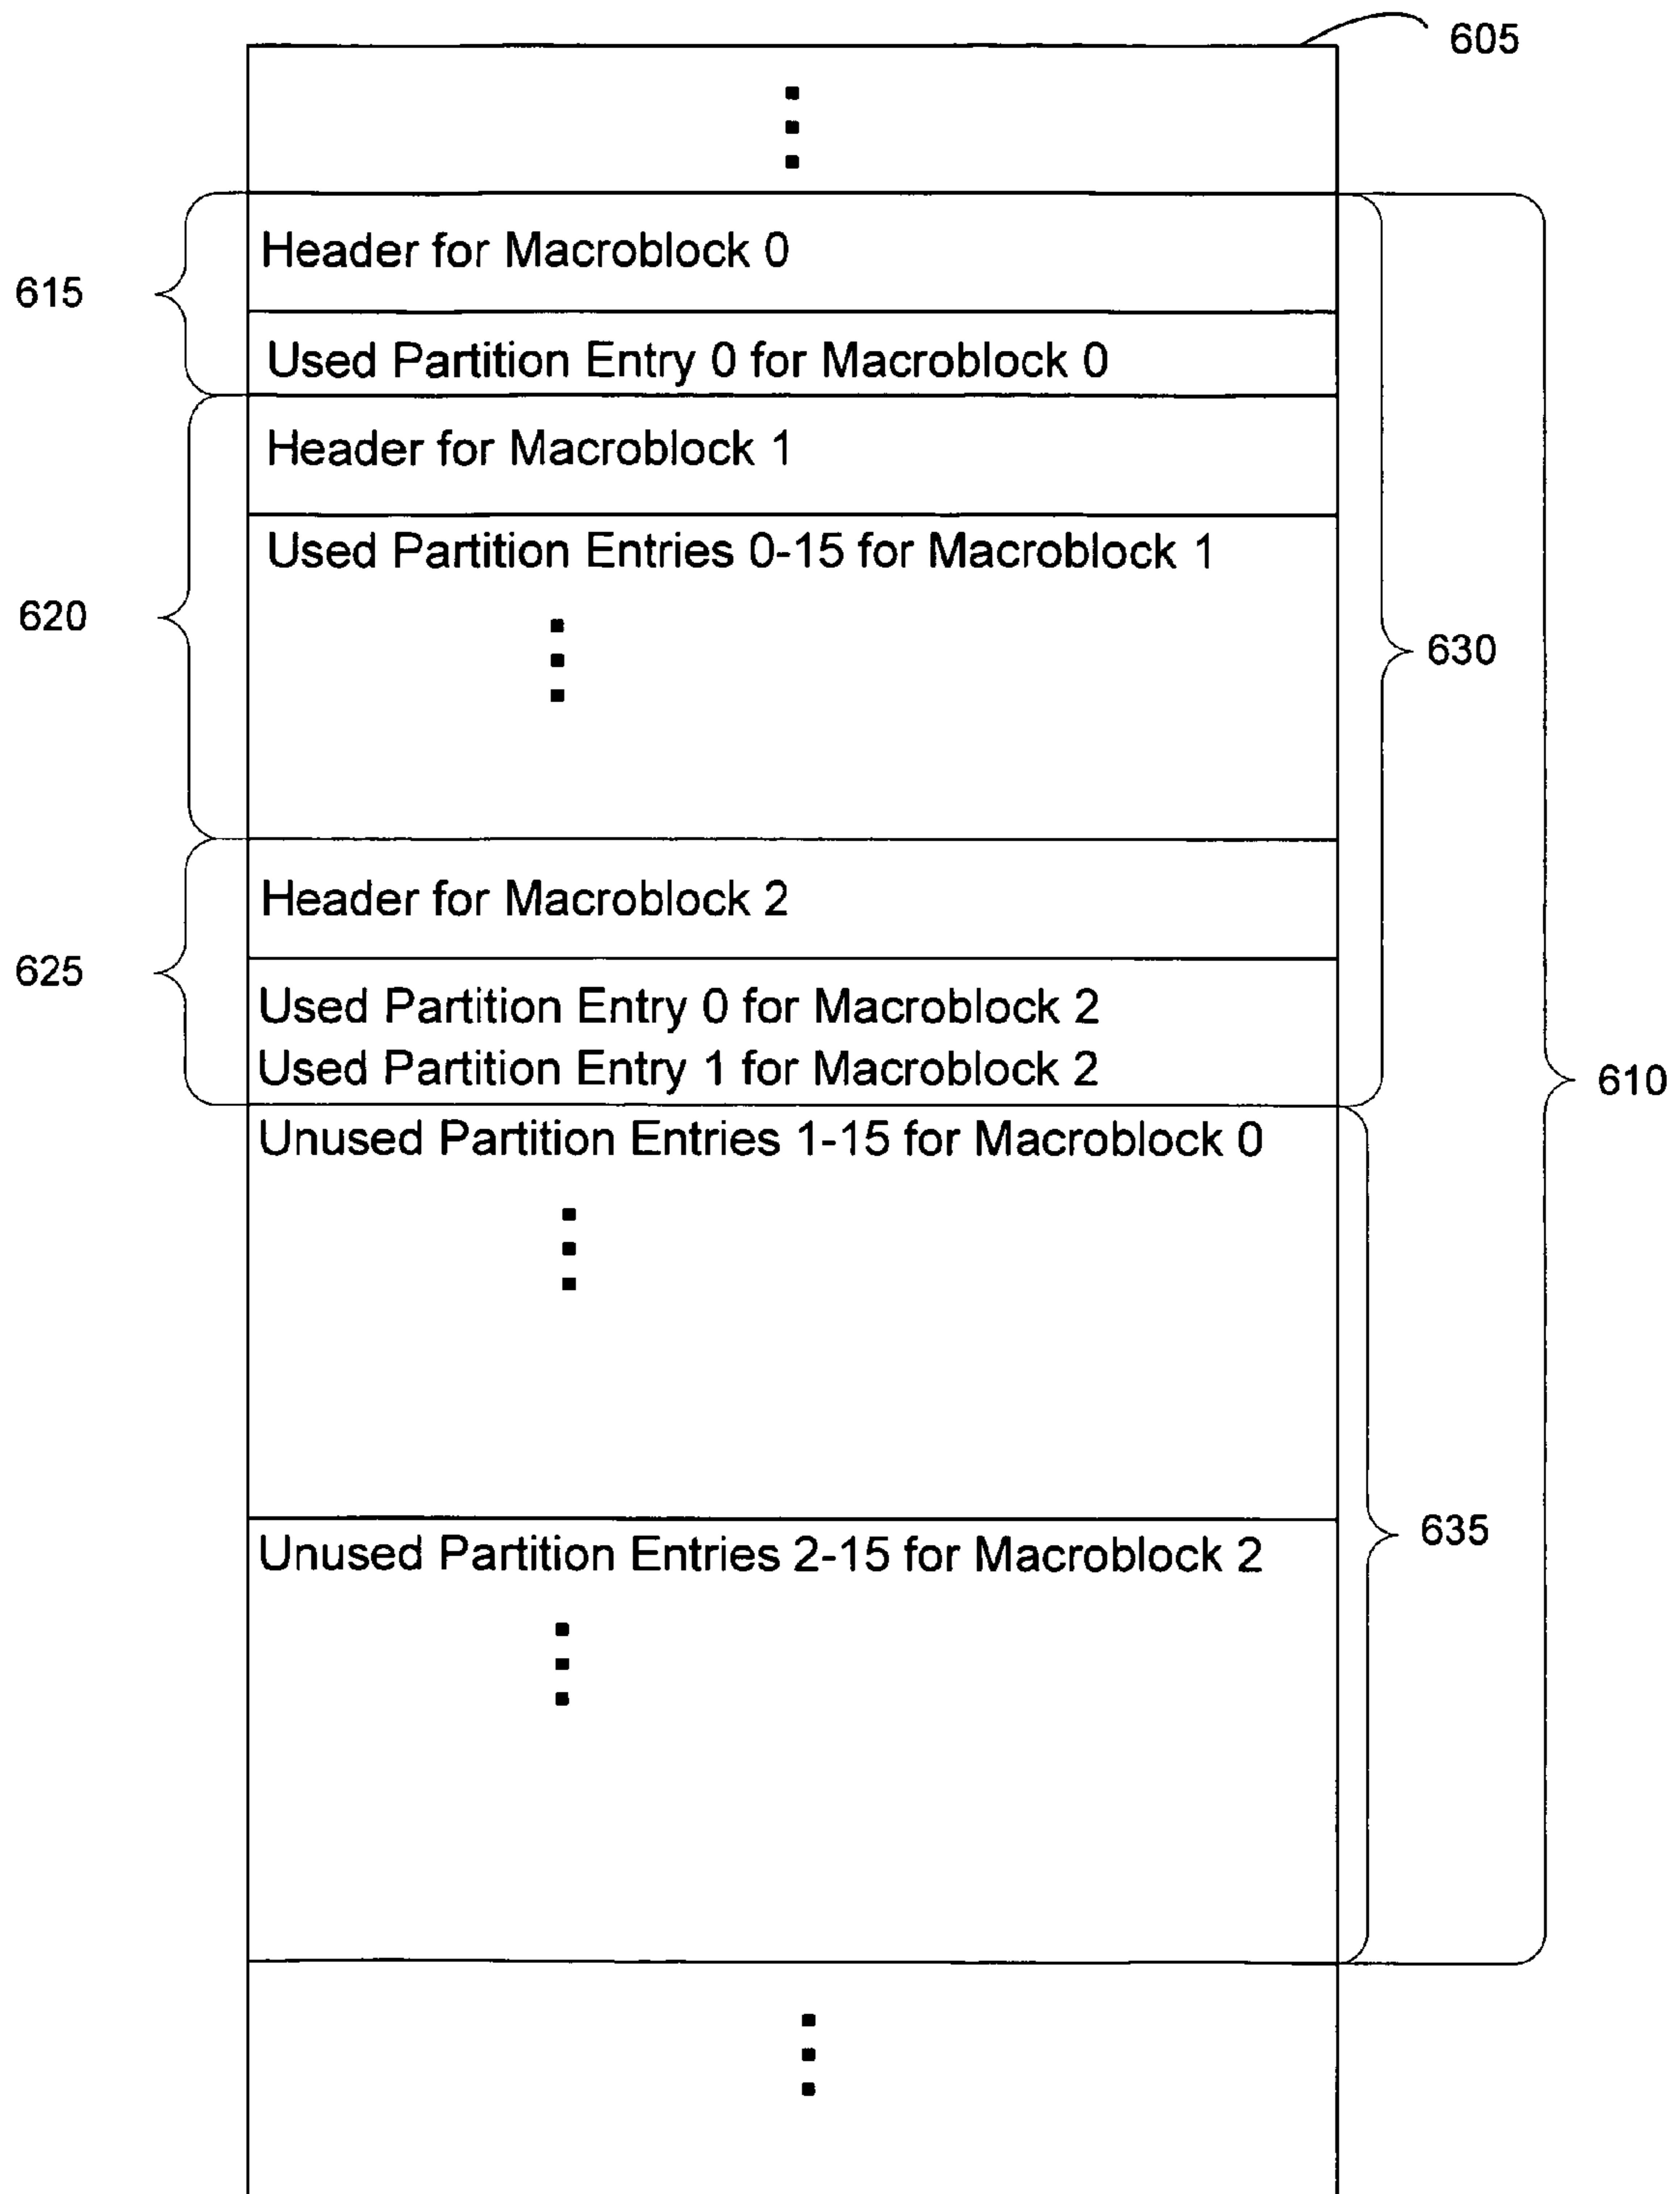 605
Header for Macroblock 0
615
Used Partition Entry 0 for Macroblock 0
Header for Macroblock 1
Used Partition Entries 0-15 for Macroblock 1
620
630
Header for Macroblock 2
625
Used Partition Entry 0 for Macroblock 2
Used Partition Entry 1 for Macroblock 2
610
Unused Partition Entries 1-15 for Macroblock 0
635
Unused Partition Entries 2-15 for Macroblock 2